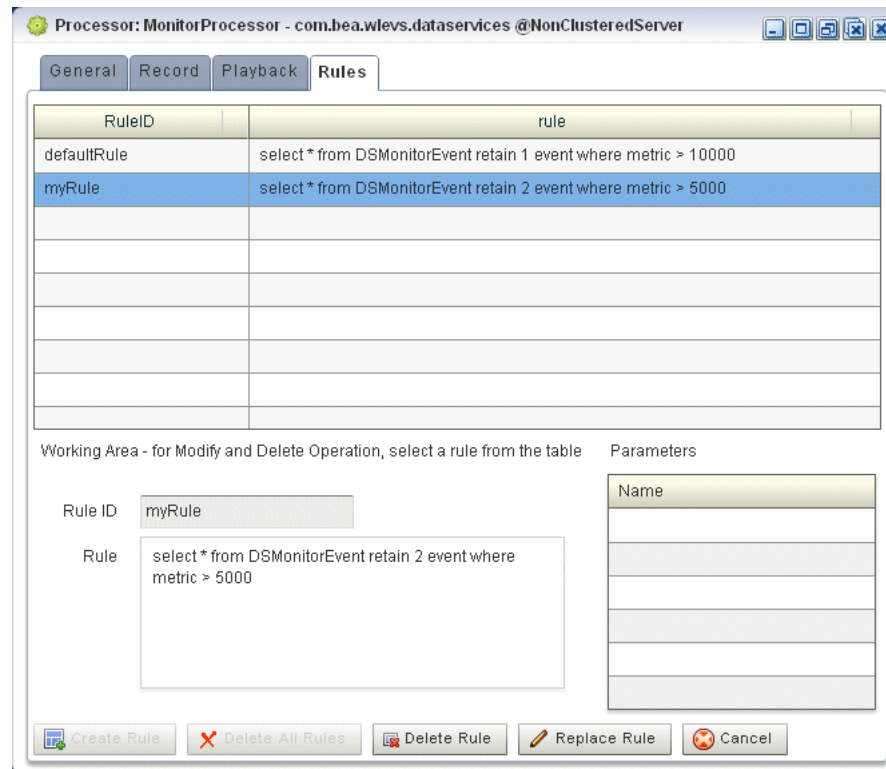 Processor: MonitorProcessor - com.bea.wlevs.dataservices @NonClusteredServer
General Record Playback Rules
RuleID rule
defaultRule select * from DSMonitorEvent retain 1 event where metric > 10000
myRule select * from DSMonitorEvent retain 2 event where metric > 5000
Working Area - for Modify and Delete Operation, select a rule from the table Parameters
Name
Rule ID myRule
Rule select * from DSMonitorEvent retain 2 event where
metric > 5000
Create Rule Delete All Rules Delete Rule Replace Rule Cancel